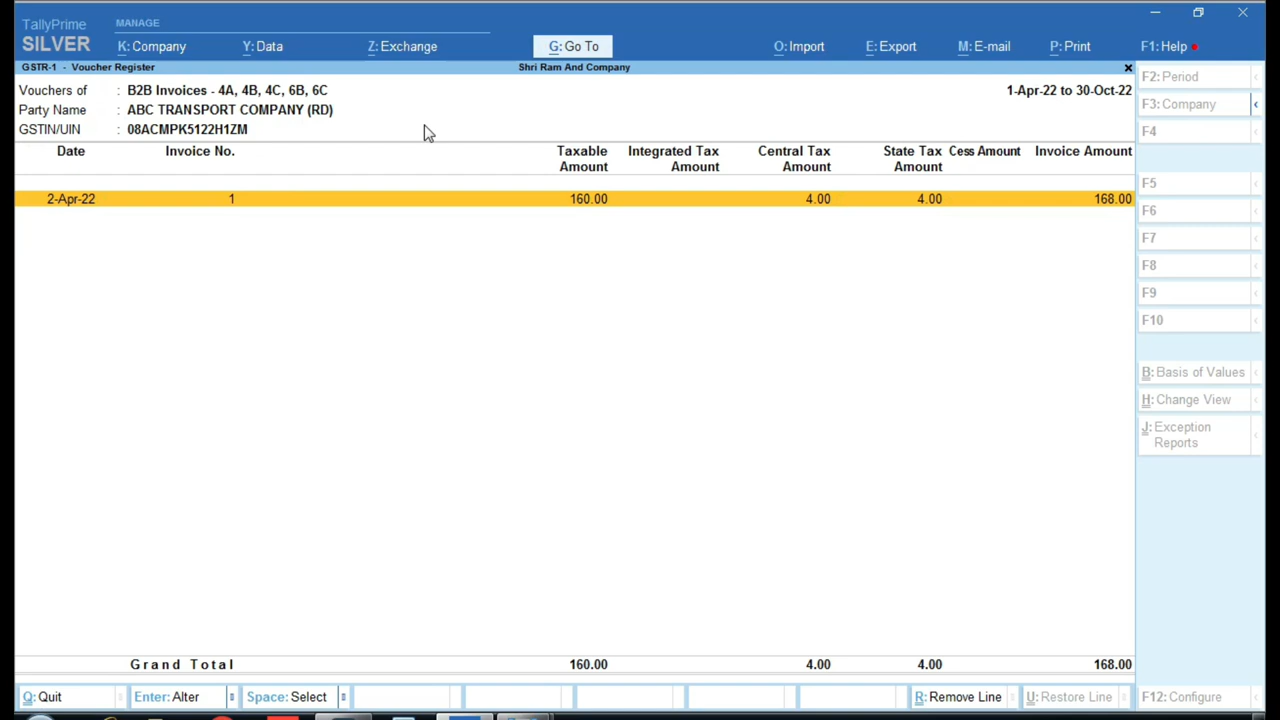 TallyPrime
SILVER
MANAGE
K: Company
Y: Data
Z: Exchange
G: Go To
O: Import
E: Export
M: E-mail
P: Print
F1: Help
GSTR-1 - Voucher Register
Shri Ram And Company
Vouchers of : B2B Invoices - 4A, 4B, 4C, 6B, 6C
1-Apr-22 to 30-Oct-22
Party Name : ABC TRANSPORT COMPANY (RD)
GSTIN/UIN : 08ACMPK5122H1ZM
Date Invoice No. Taxable Integrated Tax Central Tax State Tax Cess Amount Invoice Amount
Amount Amount Amount Amount
2-Apr-22 1 160.00 4.00 4.00 168.00
Grand Total 160.00 4.00 4.00 168.00
F2: Period
F3: Company
F4
F5
F6
F7
F8
F9
F10
B: Basis of Values
H: Change View
J: Exception
Reports
Q: Quit
Enter: Alter
Space: Select
R: Remove Line
U: Restore Line
F12: Configure